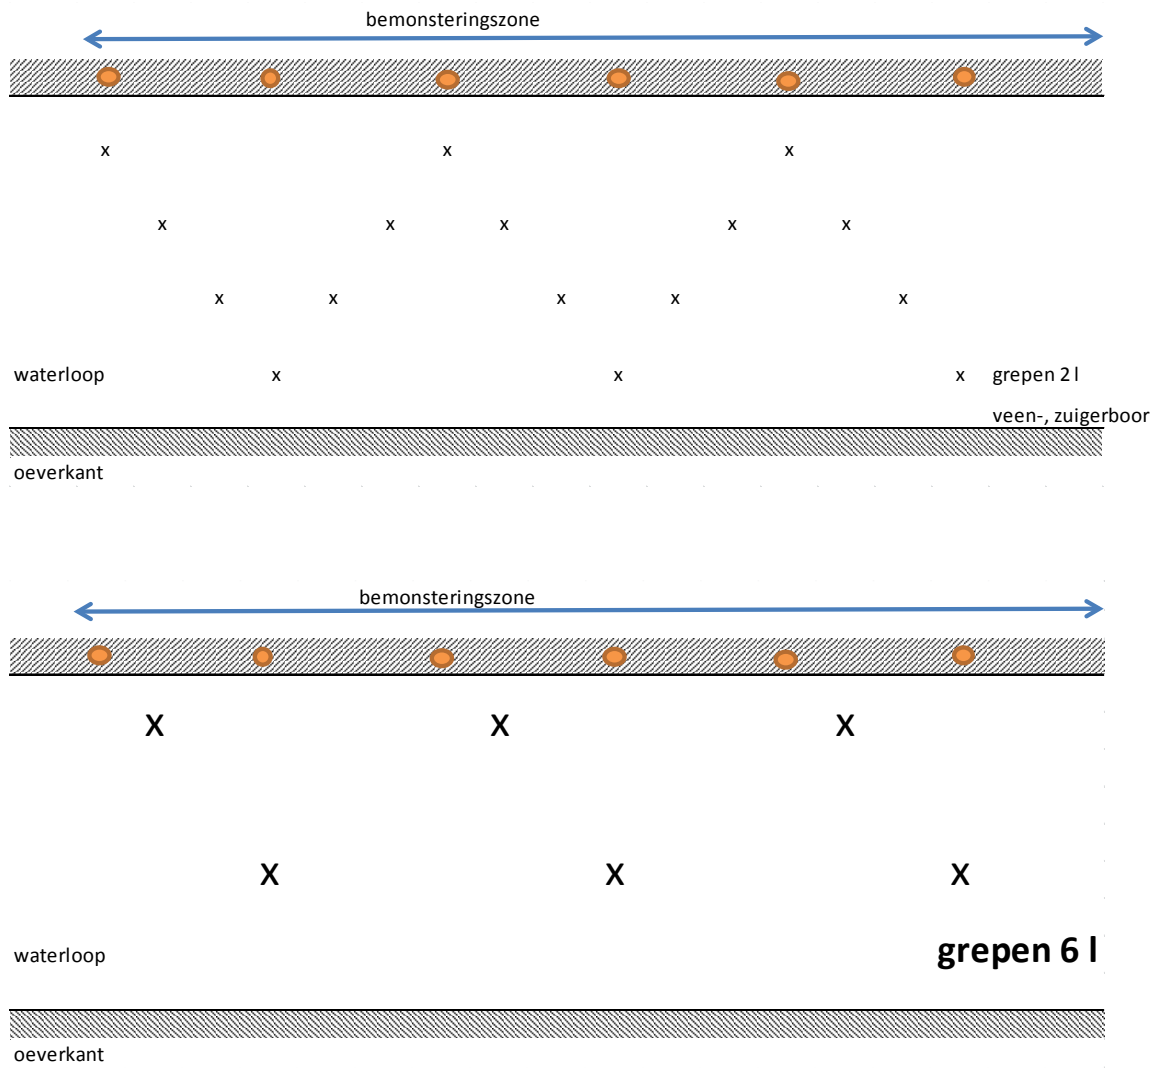 bemonsteringszone
x x x
x x x x x
x x x x x
waterloop x x x grepen 2 l
veen-, zuigerboor
oeverkant
bemonsteringszone
X X X
X X X
waterloop grepen 6 l
oeverkant